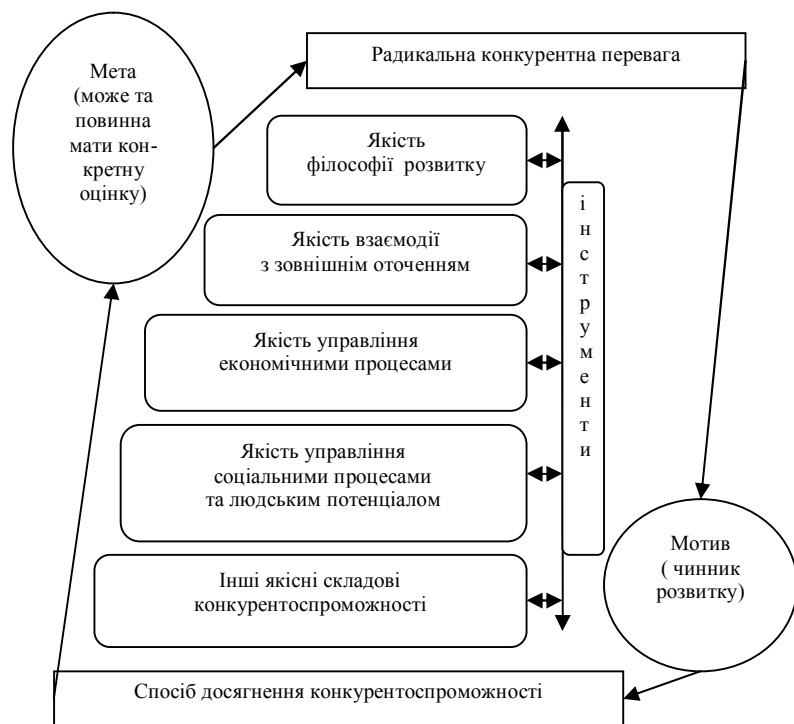 Мета
(може та
повинна
мати кон-
кретну
оцінку)
Радикальна конкурентна перевага
Якість
філософії розвитку
Якість взаємодії
з зовнішнім оточенням
Якість управління
економічними процесами
Якість управління
соціальними процесами
та людським потенціалом
Інші якісні складові
конкурентоспроможності
інструменти
Мотив
( чинник
розвитку)
Спосіб досягнення конкурентоспроможності